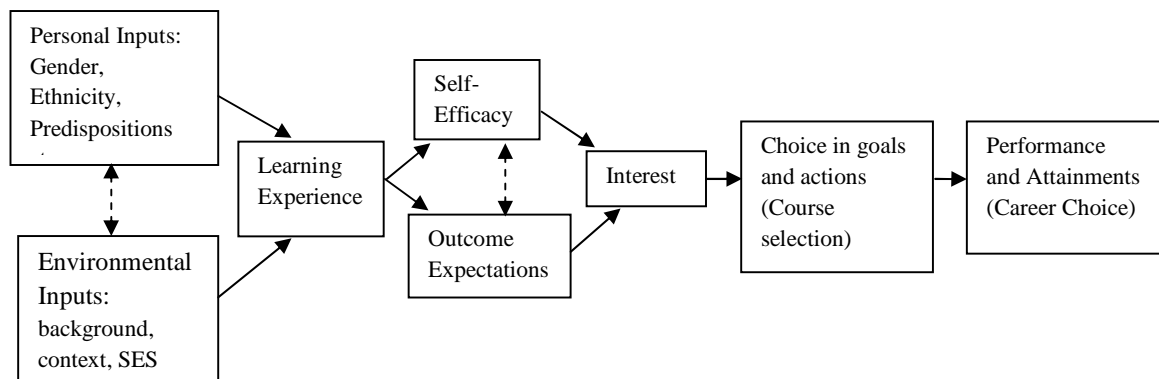 Personal Inputs:
Gender,
Ethnicity,
Predispositions
Environmental
Inputs:
background,
context, SES
Learning
Experience
Self-
Efficacy
Outcome
Expectations
Interest
Choice in goals
and actions
(Course
selection)
Performance
and Attainments
(Career Choice)